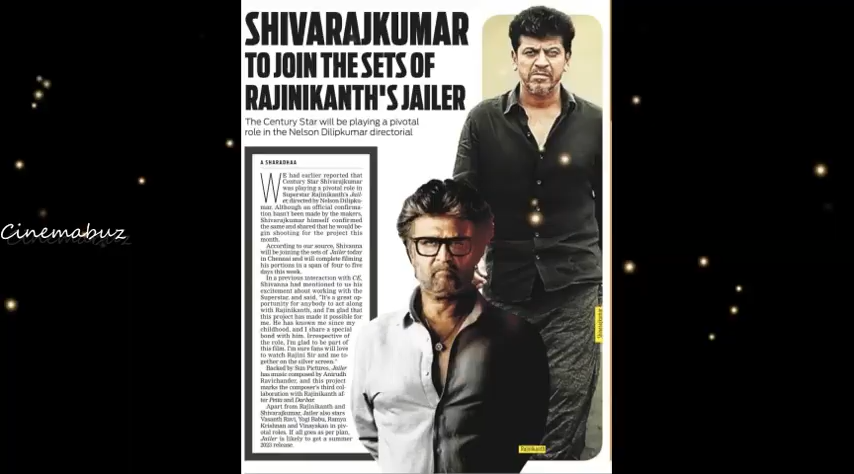 SHIVARAJKUMAR
TO JOIN THE SETS OF
RAJINIKANTH'S JAILER
The Century Star will be playing a pivotal
role in the Nelson Dilipkumar directorial
A SHARADHAA
WE had earlier reported that
Century Star Shivarajkumar
was playing a pivotal role in
Superstar Rajinikanth's Jail-
er, directed by Nelson Dilipku-
mar. Although an official confirma-
tion hasn't been made by the makers,
Shivarajkumar himself confirmed
the same and shared that he would be-
gin shooting for the project this
month.
According to our source, Shivanna
will be joining the sets of Jailer today
in Chennai and will complete filming
his portions in a span of four to five
days this week.
In a previous interaction with CE,
Shivanna had mentioned to us his
excitement about working with the
Superstar, and said, "It's a great op-
portunity for anybody to act along
with Rajinikanth, and I'm glad that
this project has made it possible for
me. He has known me since my
childhood, and I share a special
bond with him. Irrespective of
the role, I'm glad to be part of
this film. I'm sure fans will love
to watch Rajini Sir and me to-
gether on the silver screen."
Backed by Sun Pictures, Jailer
has music composed by Anirudh
Ravichander, and this project
marks the composer's third col-
laboration with Rajinikanth af-
ter Petta and Darbar.
Apart from Rajinikanth and
Shivarajkumar, Jailer also stars
Vasanth Ravi, Yogi Babu, Ramya
Krishnan and Vinayakan in piv-
otal roles. If all goes as per plan,
Jailer is likely to get a summer
2023 release.
Shivarajkumar
Rajinikanth
Cinemabuz